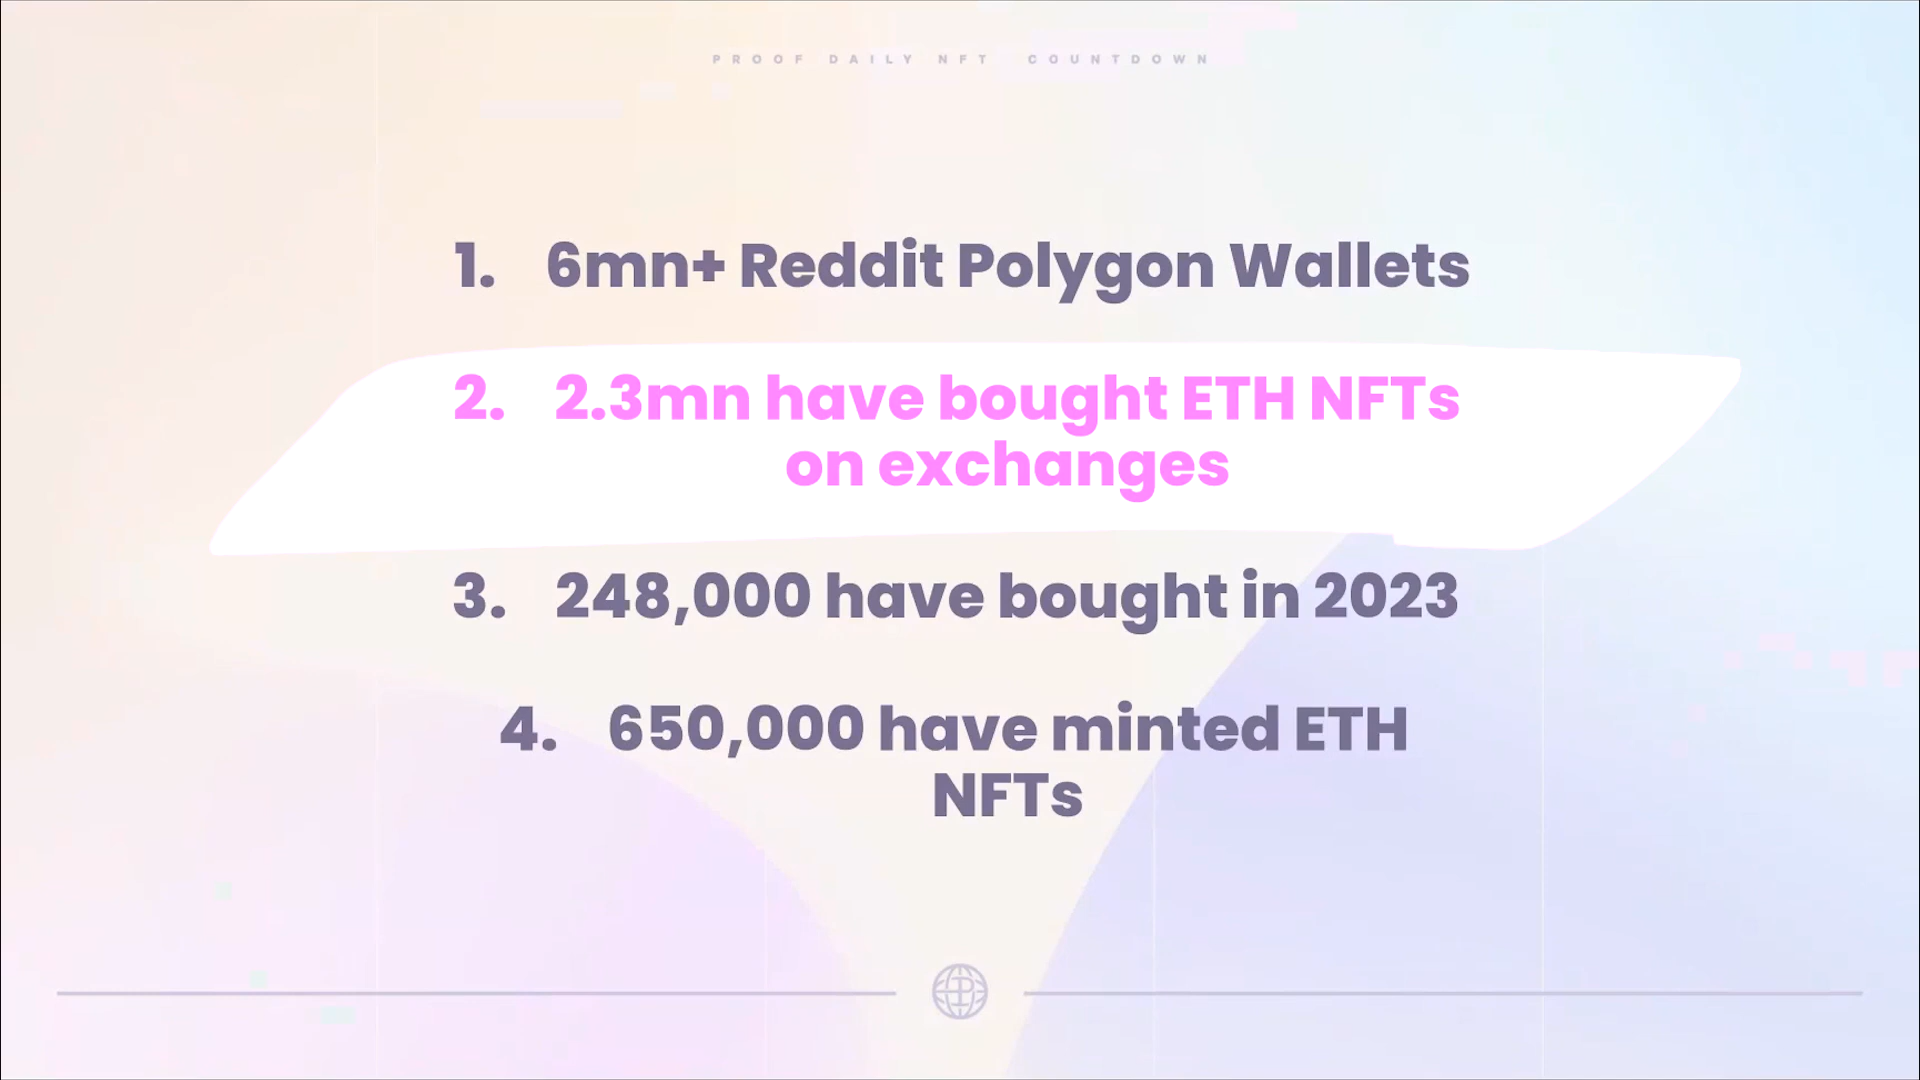 PROOF DAILY NFT COUNTDOWN
1. 6mn+ Reddit Polygon Wallets
2. 2.3mn have bought ETH NFTs
on exchanges
3. 248,000 have bought in 2023
4. 650,000 have minted ETH
NFTs